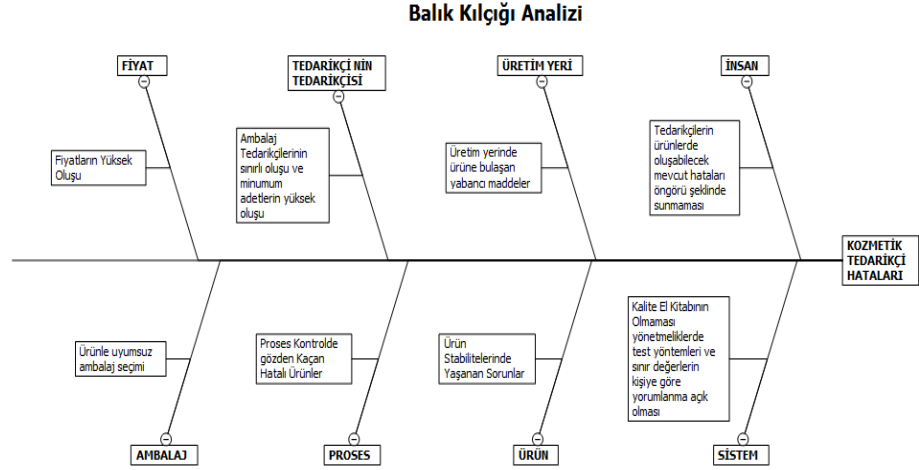 Balık Kılçığı Analizi
FİYAT
TEDARİKÇİ NİN
TEDARİKÇİSİ
ÜRETİM YERİ
İNSAN
Fiyatların Yüksek
Oluşu
Ambalaj
Tedarikçilerinin
sınırlı oluşu ve
minumum
adetlerin yüksek
oluşu
Üretim yerinde
ürüne bulaşan
yabancı maddeler
Tedarikçilerin
ürünlerde
oluşabilecek
mevcut hataları
öngörü şeklinde
sunmaması
KOZMETİK
TEDARİKÇİ
HATALARI
Ürünle uyumsuz
ambalaj seçimi
Proses Kontrolde
gözden Kaçan
Hatalı Ürünler
Ürün
Stabilitelerinde
Yaşanan Sorunlar
Kalite El Kitabının
Olmaması
yönetmeliklerde
test yöntemleri ve
sınır değerlerin
kişiye göre
yorumlanma açık
olması
AMBALAJ
PROSES
ÜRÜN
SİSTEM